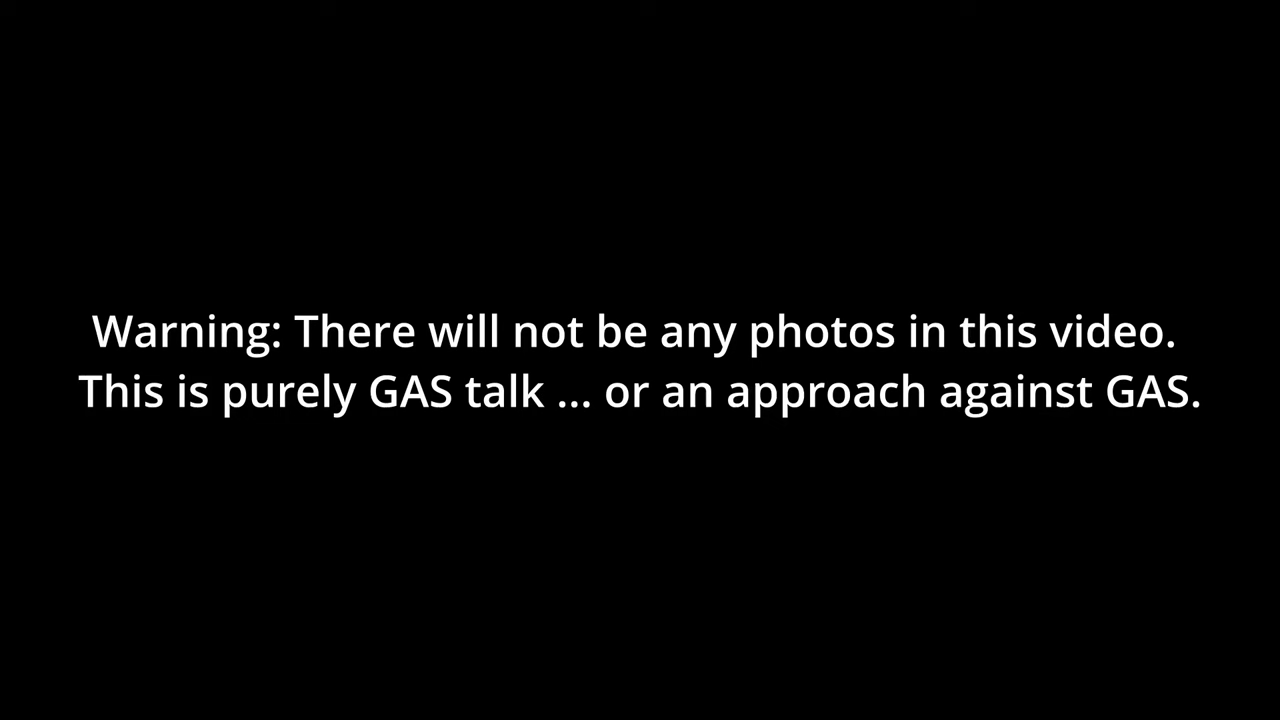 Warning: There will not be any photos in this video.
This is purely GAS talk ... or an approach against GAS.